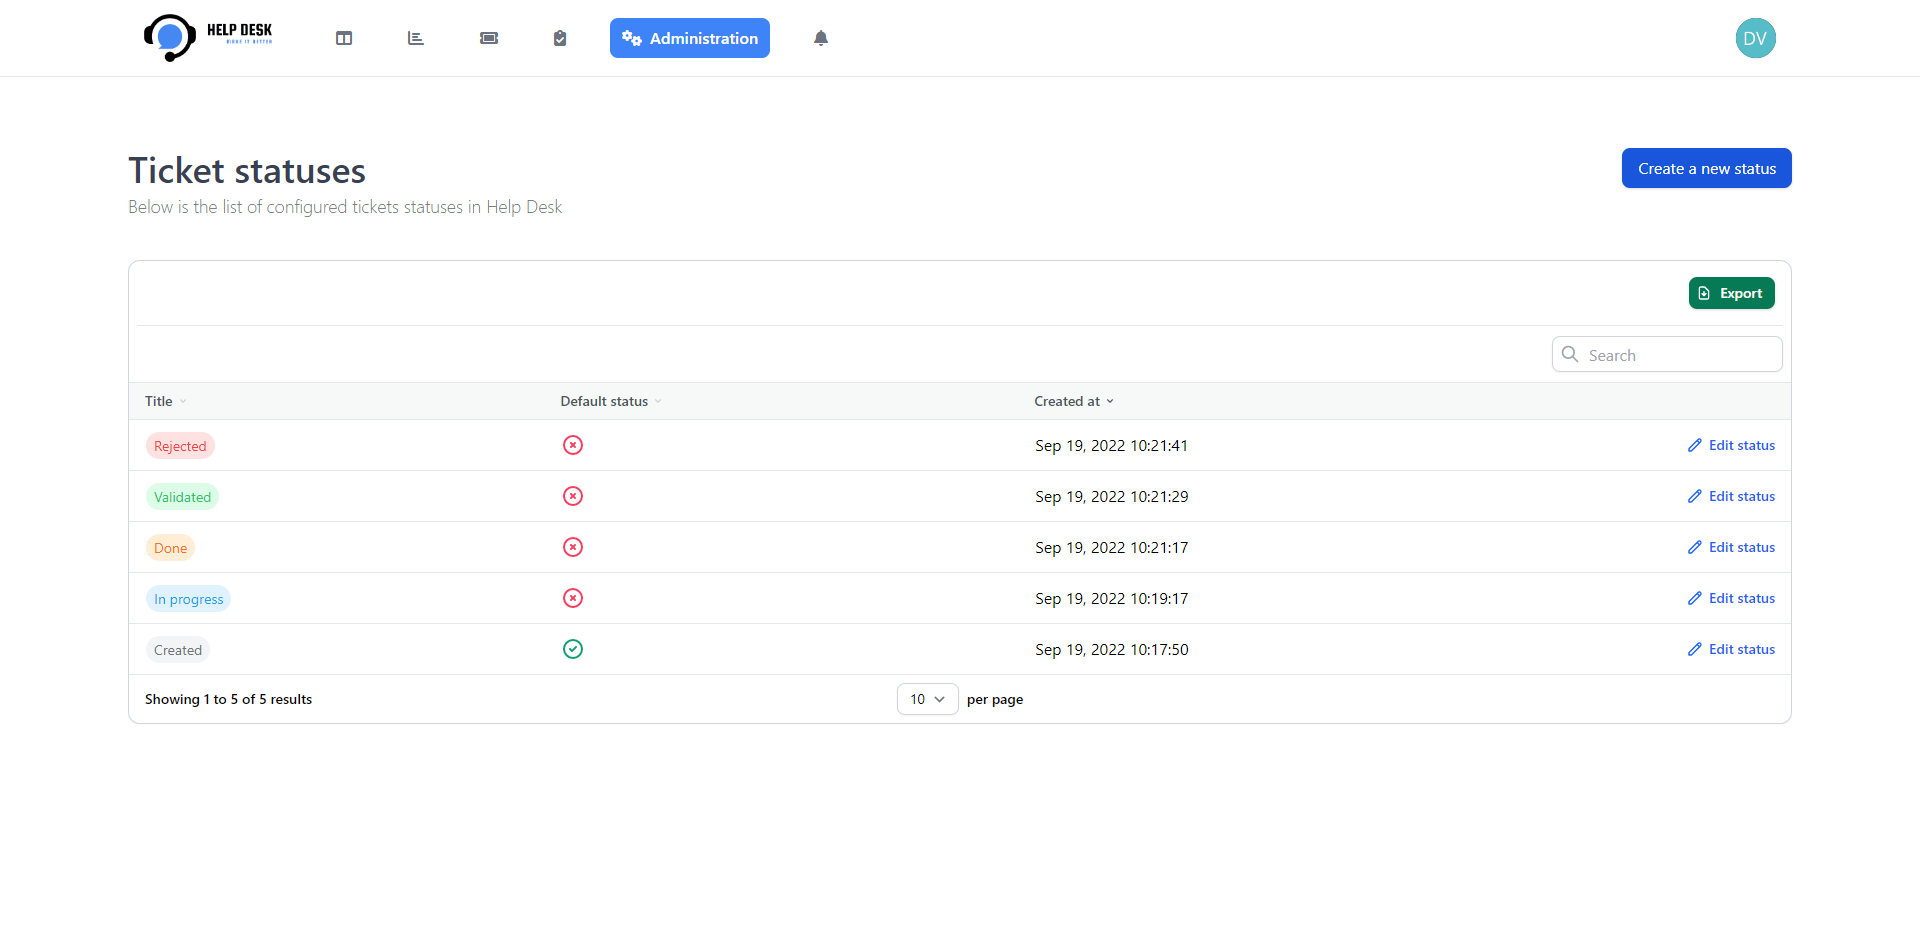 HELP DESK
Administration
DV
Ticket statuses
Create a new status
Below is the list of configured tickets statuses in Help Desk
Export
Search
Title Default status Created at
Rejected Sep 19, 2022 10:21:41 Edit status
Validated Sep 19, 2022 10:21:29 Edit status
Done Sep 19, 2022 10:21:17 Edit status
In progress Sep 19, 2022 10:19:17 Edit status
Created Sep 19, 2022 10:17:50 Edit status
Showing 1 to 5 of 5 results 10 per page